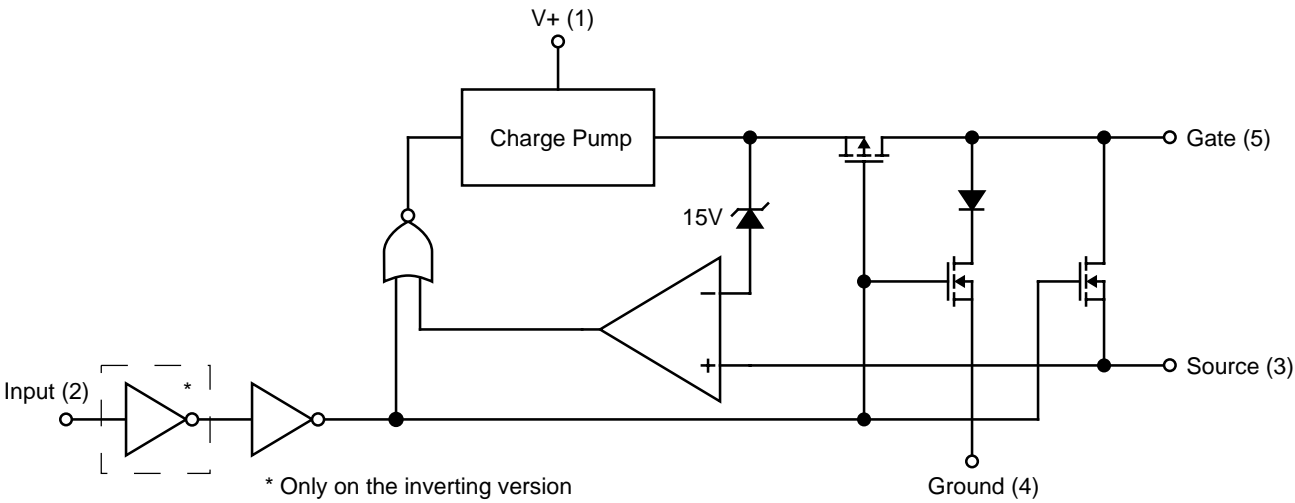 V+ (1)
Charge Pump
Gate (5)
15V
−
+
Source (3)
Input (2)
*
* Only on the inverting version
Ground (4)